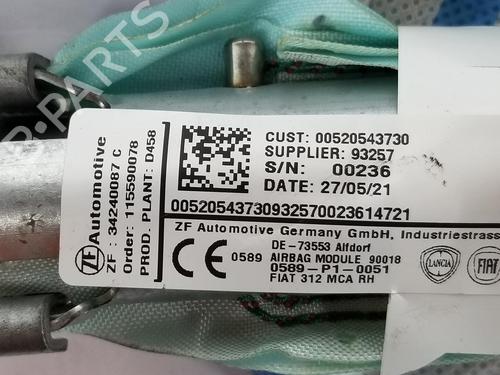 ZF Automotive
ZF : 34240087 C
Order: 115590078
PROD. PLANT: D458
CUST: 00520543730
SUPPLIER: 93257
S/N: 00236
DATE: 27/05/21
00520543730932570023614721
ZF Automotive Germany GmbH, Industriestrass
DE-73553 Alfdorf
CE 0589 AIRBAG MODULE 90018
0589-P1-0051
FIAT 312 MCA RH
LANCIA
FIAT
PARTS